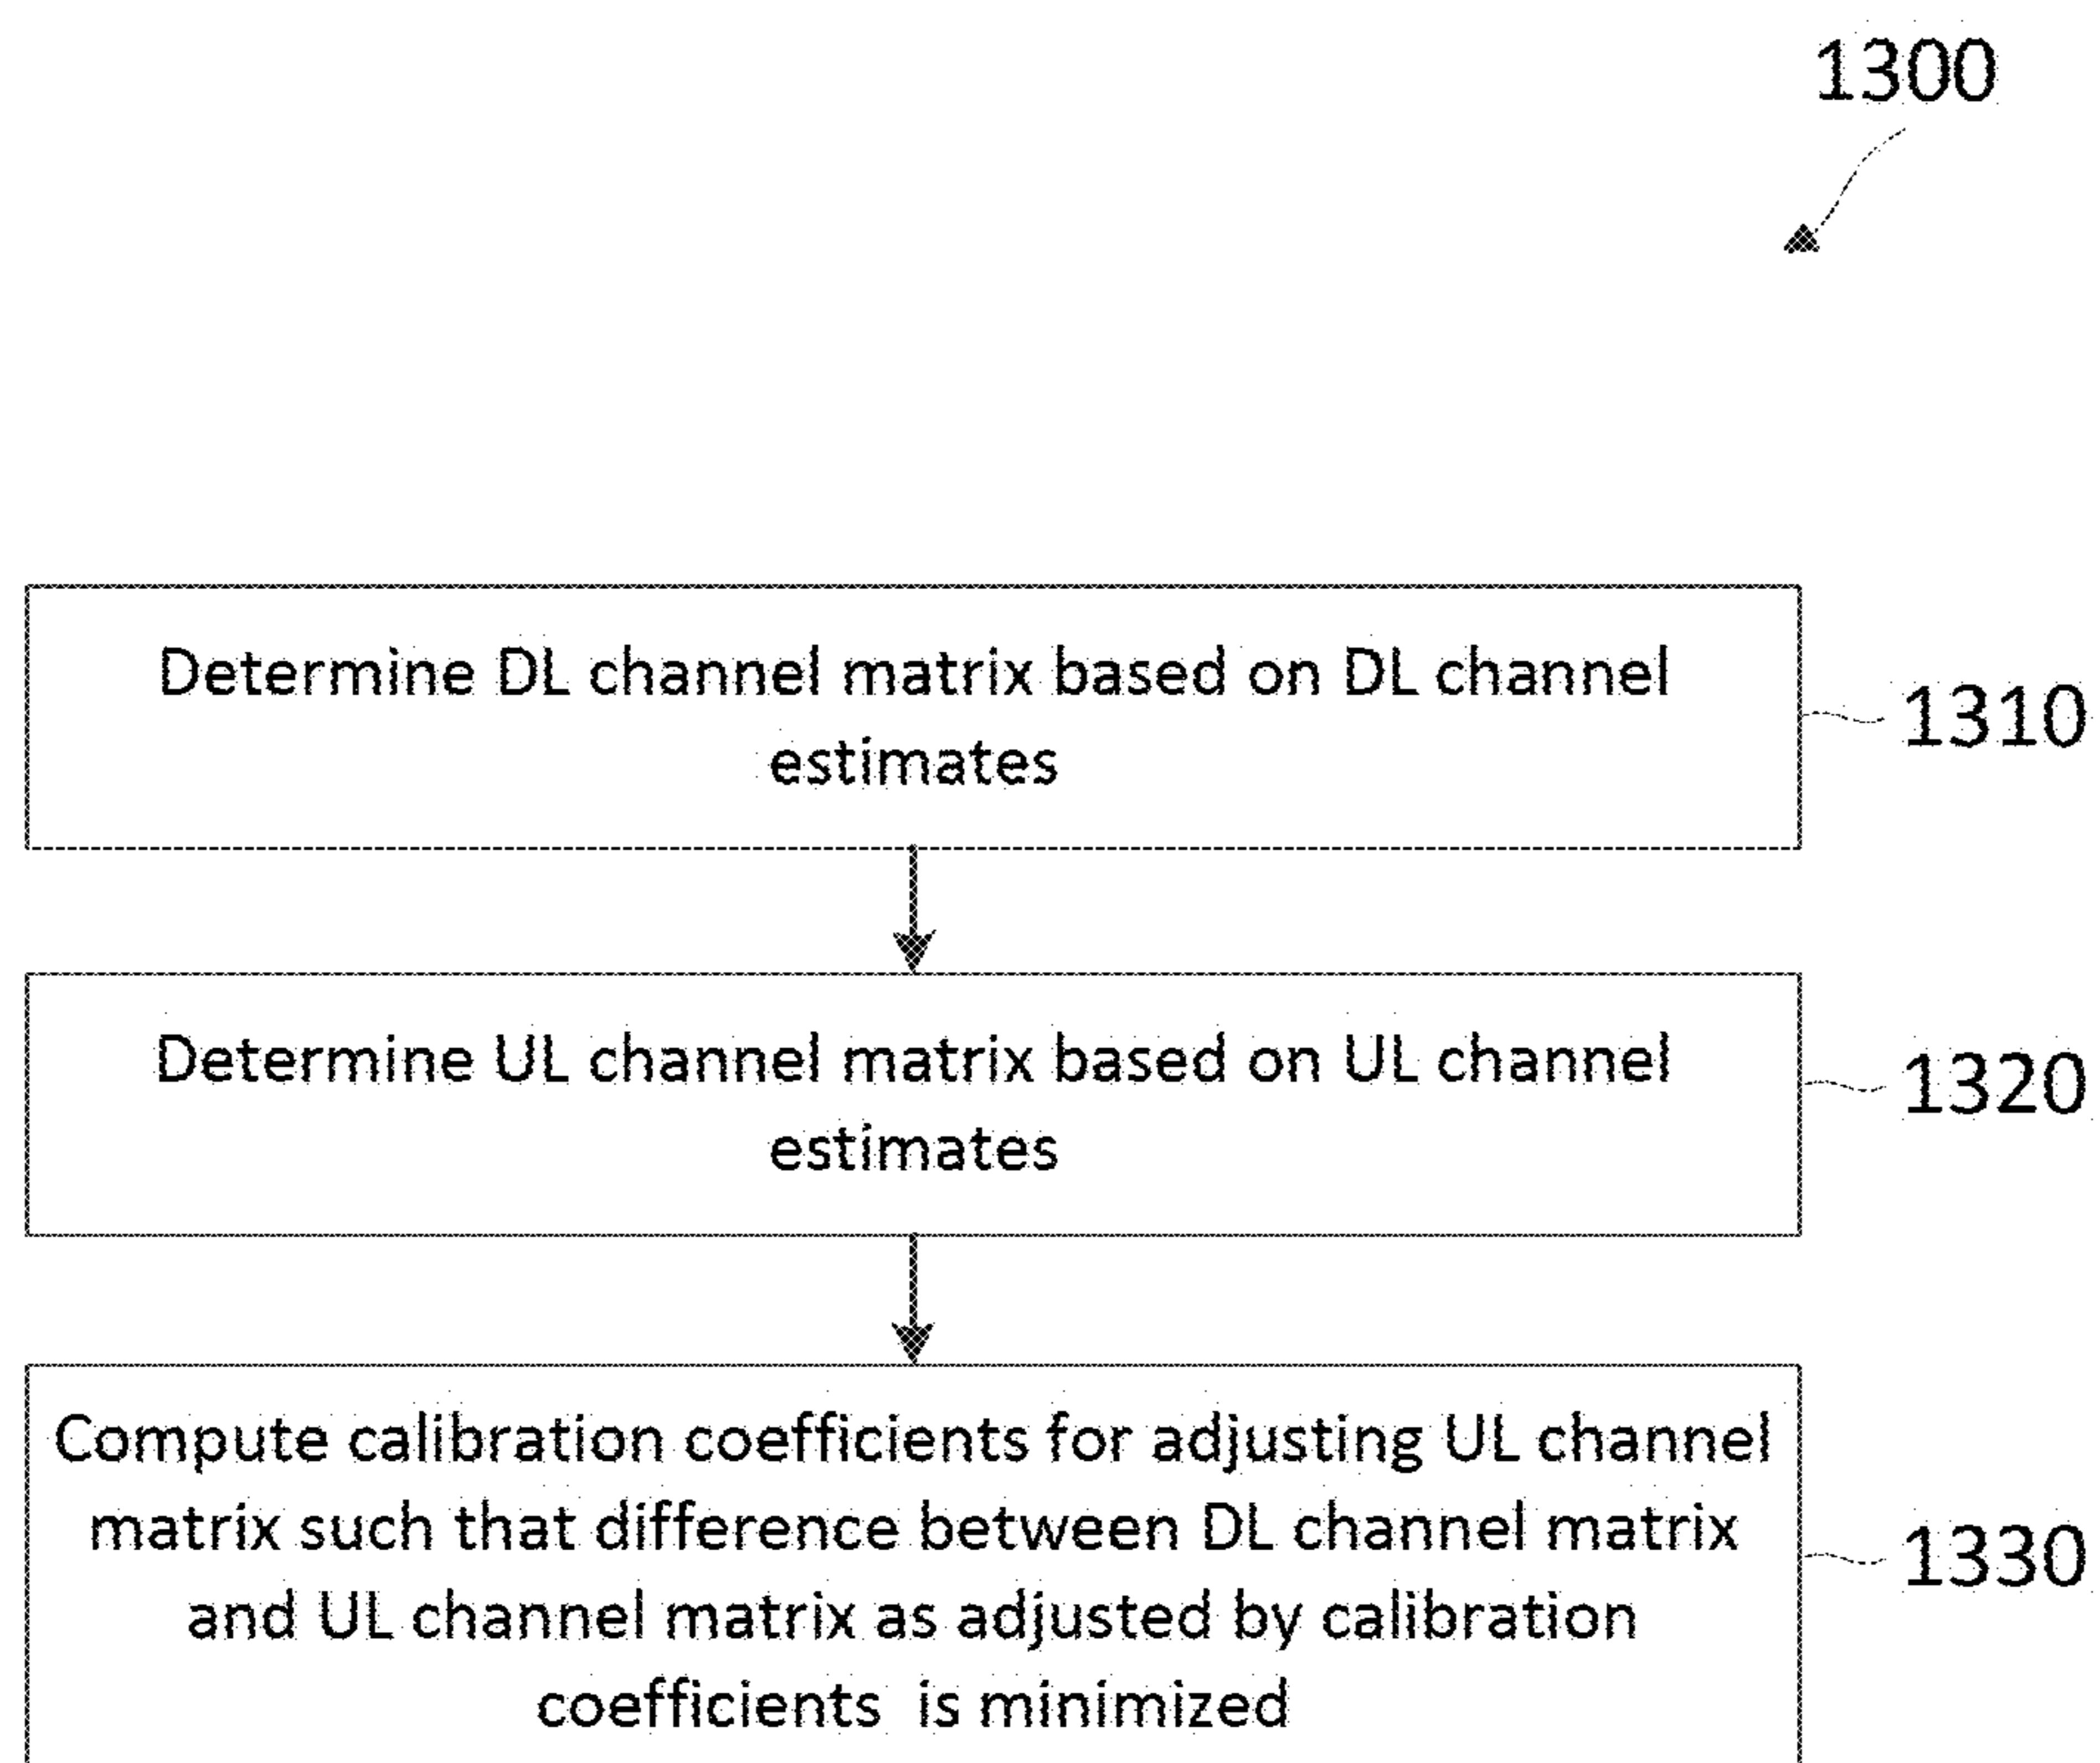 1300
Determine DL channel matrix based on DL channel
estimates
1310
Determine UL channel matrix based on UL channel
estimates
1320
Compute calibration coefficients for adjusting UL channel
matrix such that difference between DL channel matrix
and UL channel matrix as adjusted by calibration
coefficients is minimized
1330